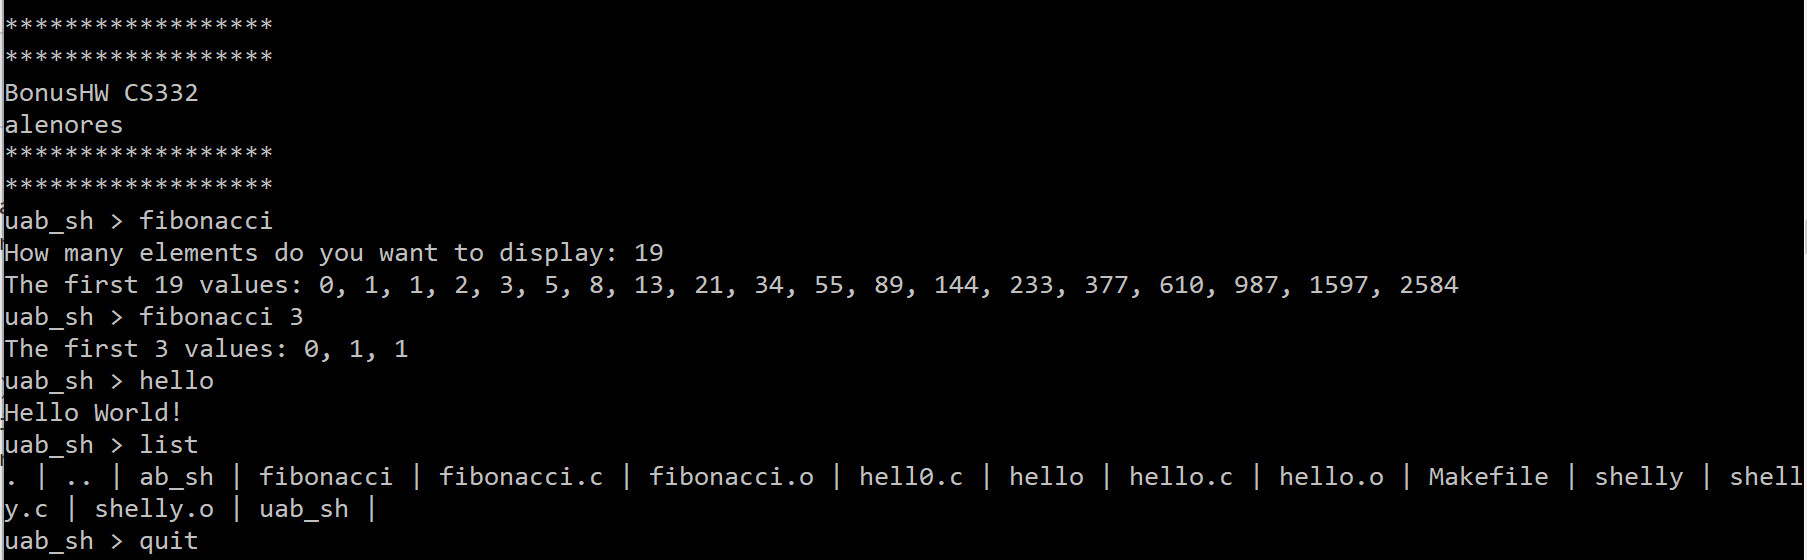 ******************
******************
BonusHW CS332
alenores
******************
******************
uab_sh > fibonacci
How many elements do you want to display: 19
The first 19 values: 0, 1, 1, 2, 3, 5, 8, 13, 21, 34, 55, 89, 144, 233, 377, 610, 987, 1597, 2584
uab_sh > fibonacci 3
The first 3 values: 0, 1, 1
uab_sh > hello
Hello World!
uab_sh > list
. | .. | ab_sh | fibonacci | fibonacci.c | fibonacci.o | hell0.c | hello | hello.c | hello.o | Makefile | shelly | shell
y.c | shelly.o | uab_sh |
uab_sh > quit